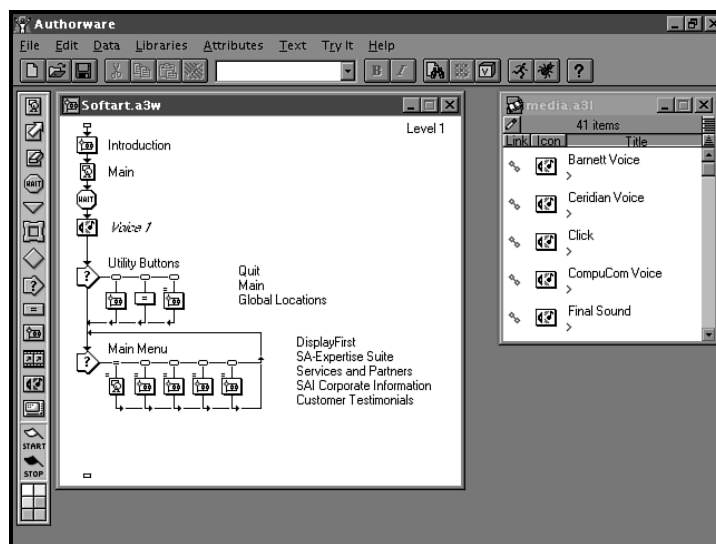 Authorware
File Edit Data Libraries Attributes Text Try It Help
B I
Softart.a3w
Level 1
Introduction
Main
WAIT
Voice 1
Utility Buttons
Quit
Main
Global Locations
Main Menu
DisplayFirst
SA-Expertise Suite
Services and Partners
SAI Corporate Information
Customer Testimonials
WAIT
START
STOP
media.a3l
41 items
Link Icon Title
Barnett Voice
>
Ceridian Voice
>
Click
>
CompuCom Voice
>
Final Sound
>